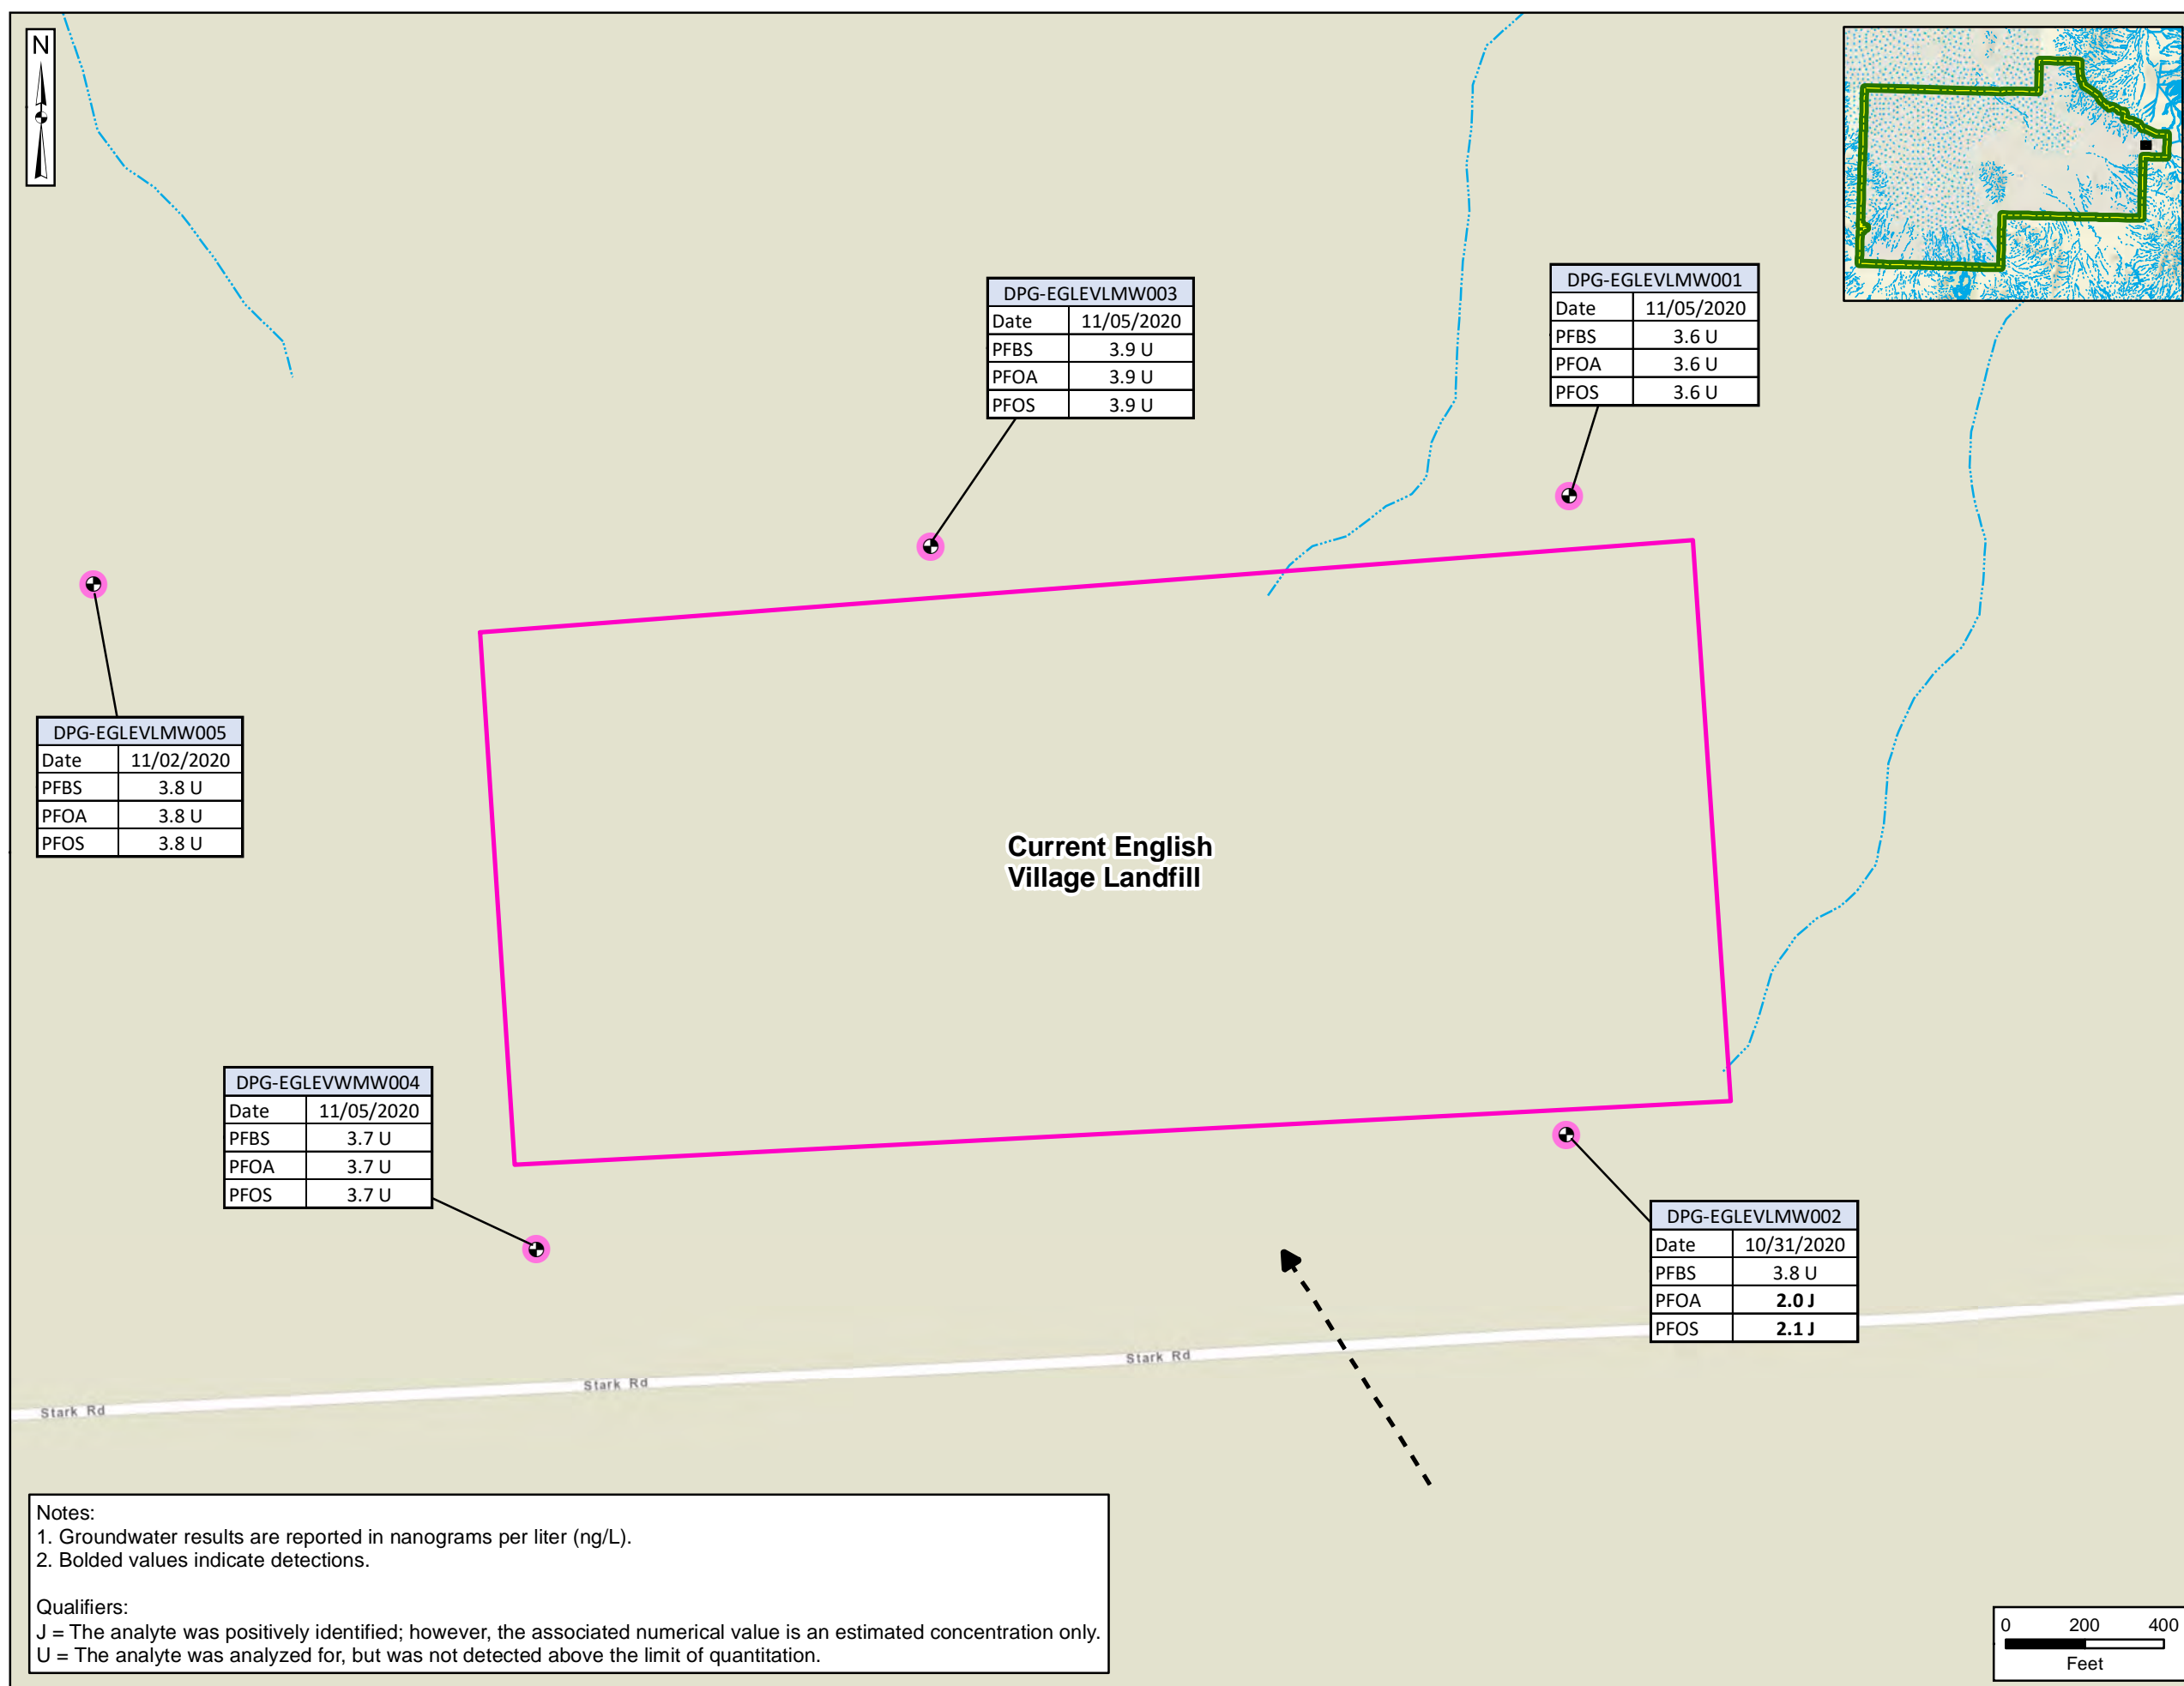 N
DPG-EGLEVLMW003
Date 11/05/2020
PFBS 3.9 U
PFOA 3.9 U
PFOS 3.9 U
DPG-EGLEVLMW001
Date 11/05/2020
PFBS 3.6 U
PFOA 3.6 U
PFOS 3.6 U
DPG-EGLEVLMW005
Date 11/02/2020
PFBS 3.8 U
PFOA 3.8 U
PFOS 3.8 U
Current English
Village Landfill
DPG-EGLEVWMW004
Date 11/05/2020
PFBS 3.7 U
PFOA 3.7 U
PFOS 3.7 U
DPG-EGLEVLMW002
Date 10/31/2020
PFBS 3.8 U
PFOA 2.0 J
PFOS 2.1 J
Stark Rd
Stark Rd
Stark Rd
Notes:
1. Groundwater results are reported in nanograms per liter (ng/L).
2. Bolded values indicate detections.
Qualifiers:
J = The analyte was positively identified; however, the associated numerical value is an estimated concentration only.
U = The analyte was analyzed for, but was not detected above the limit of quantitation.
0 200 400
Feet